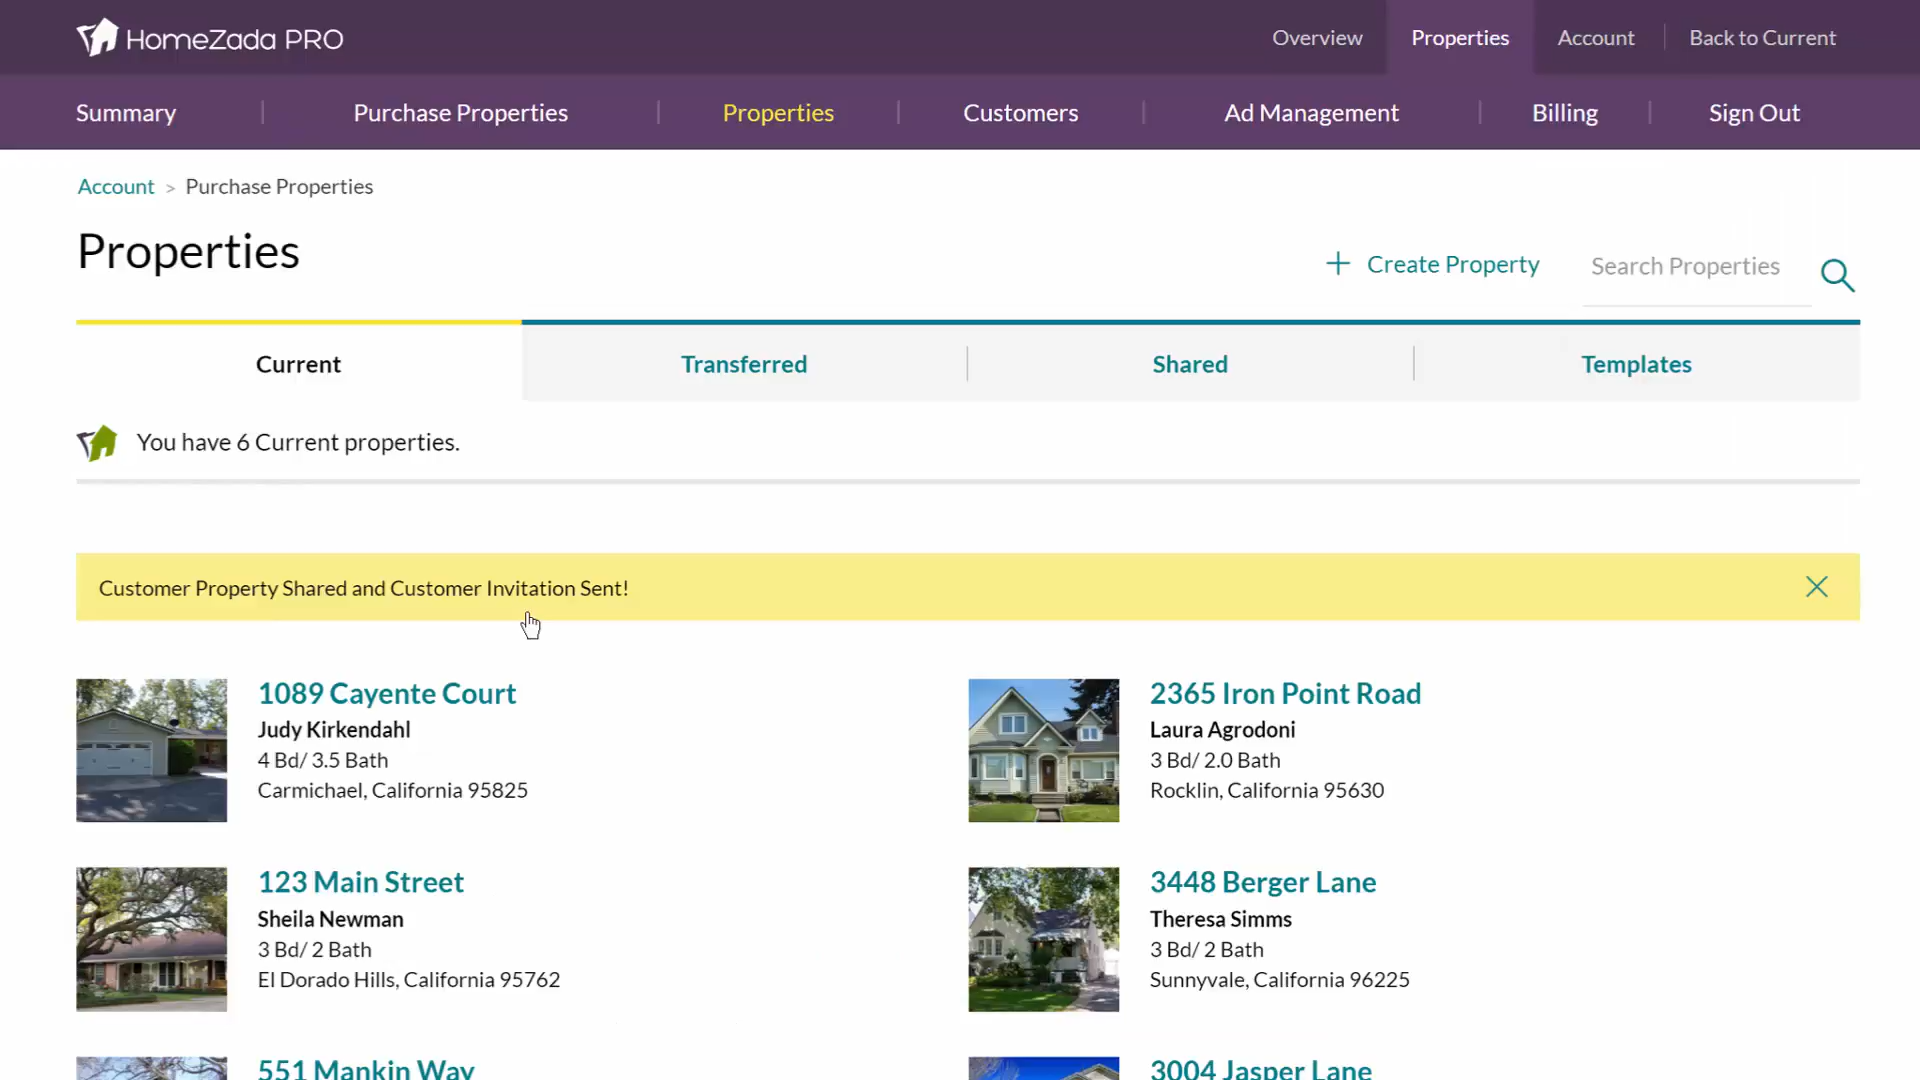 HomeZada PRO
Overview
Properties
Account
Back to Current
Summary
Purchase Properties
Properties
Customers
Ad Management
Billing
Sign Out
Account > Purchase Properties
Properties
+ Create Property
Search Properties
Current
Transferred
Shared
Templates
You have 6 Current properties.
Customer Property Shared and Customer Invitation Sent!
1089 Cayente Court
Judy Kirkendahl
4 Bd/ 3.5 Bath
Carmichael, California 95825
2365 Iron Point Road
Laura Agrodoni
3 Bd/ 2.0 Bath
Rocklin, California 95630
123 Main Street
Sheila Newman
3 Bd/ 2 Bath
El Dorado Hills, California 95762
3448 Berger Lane
Theresa Simms
3 Bd/ 2 Bath
Sunnyvale, California 96225
551 Mankin Way
3004 Jasper Lane